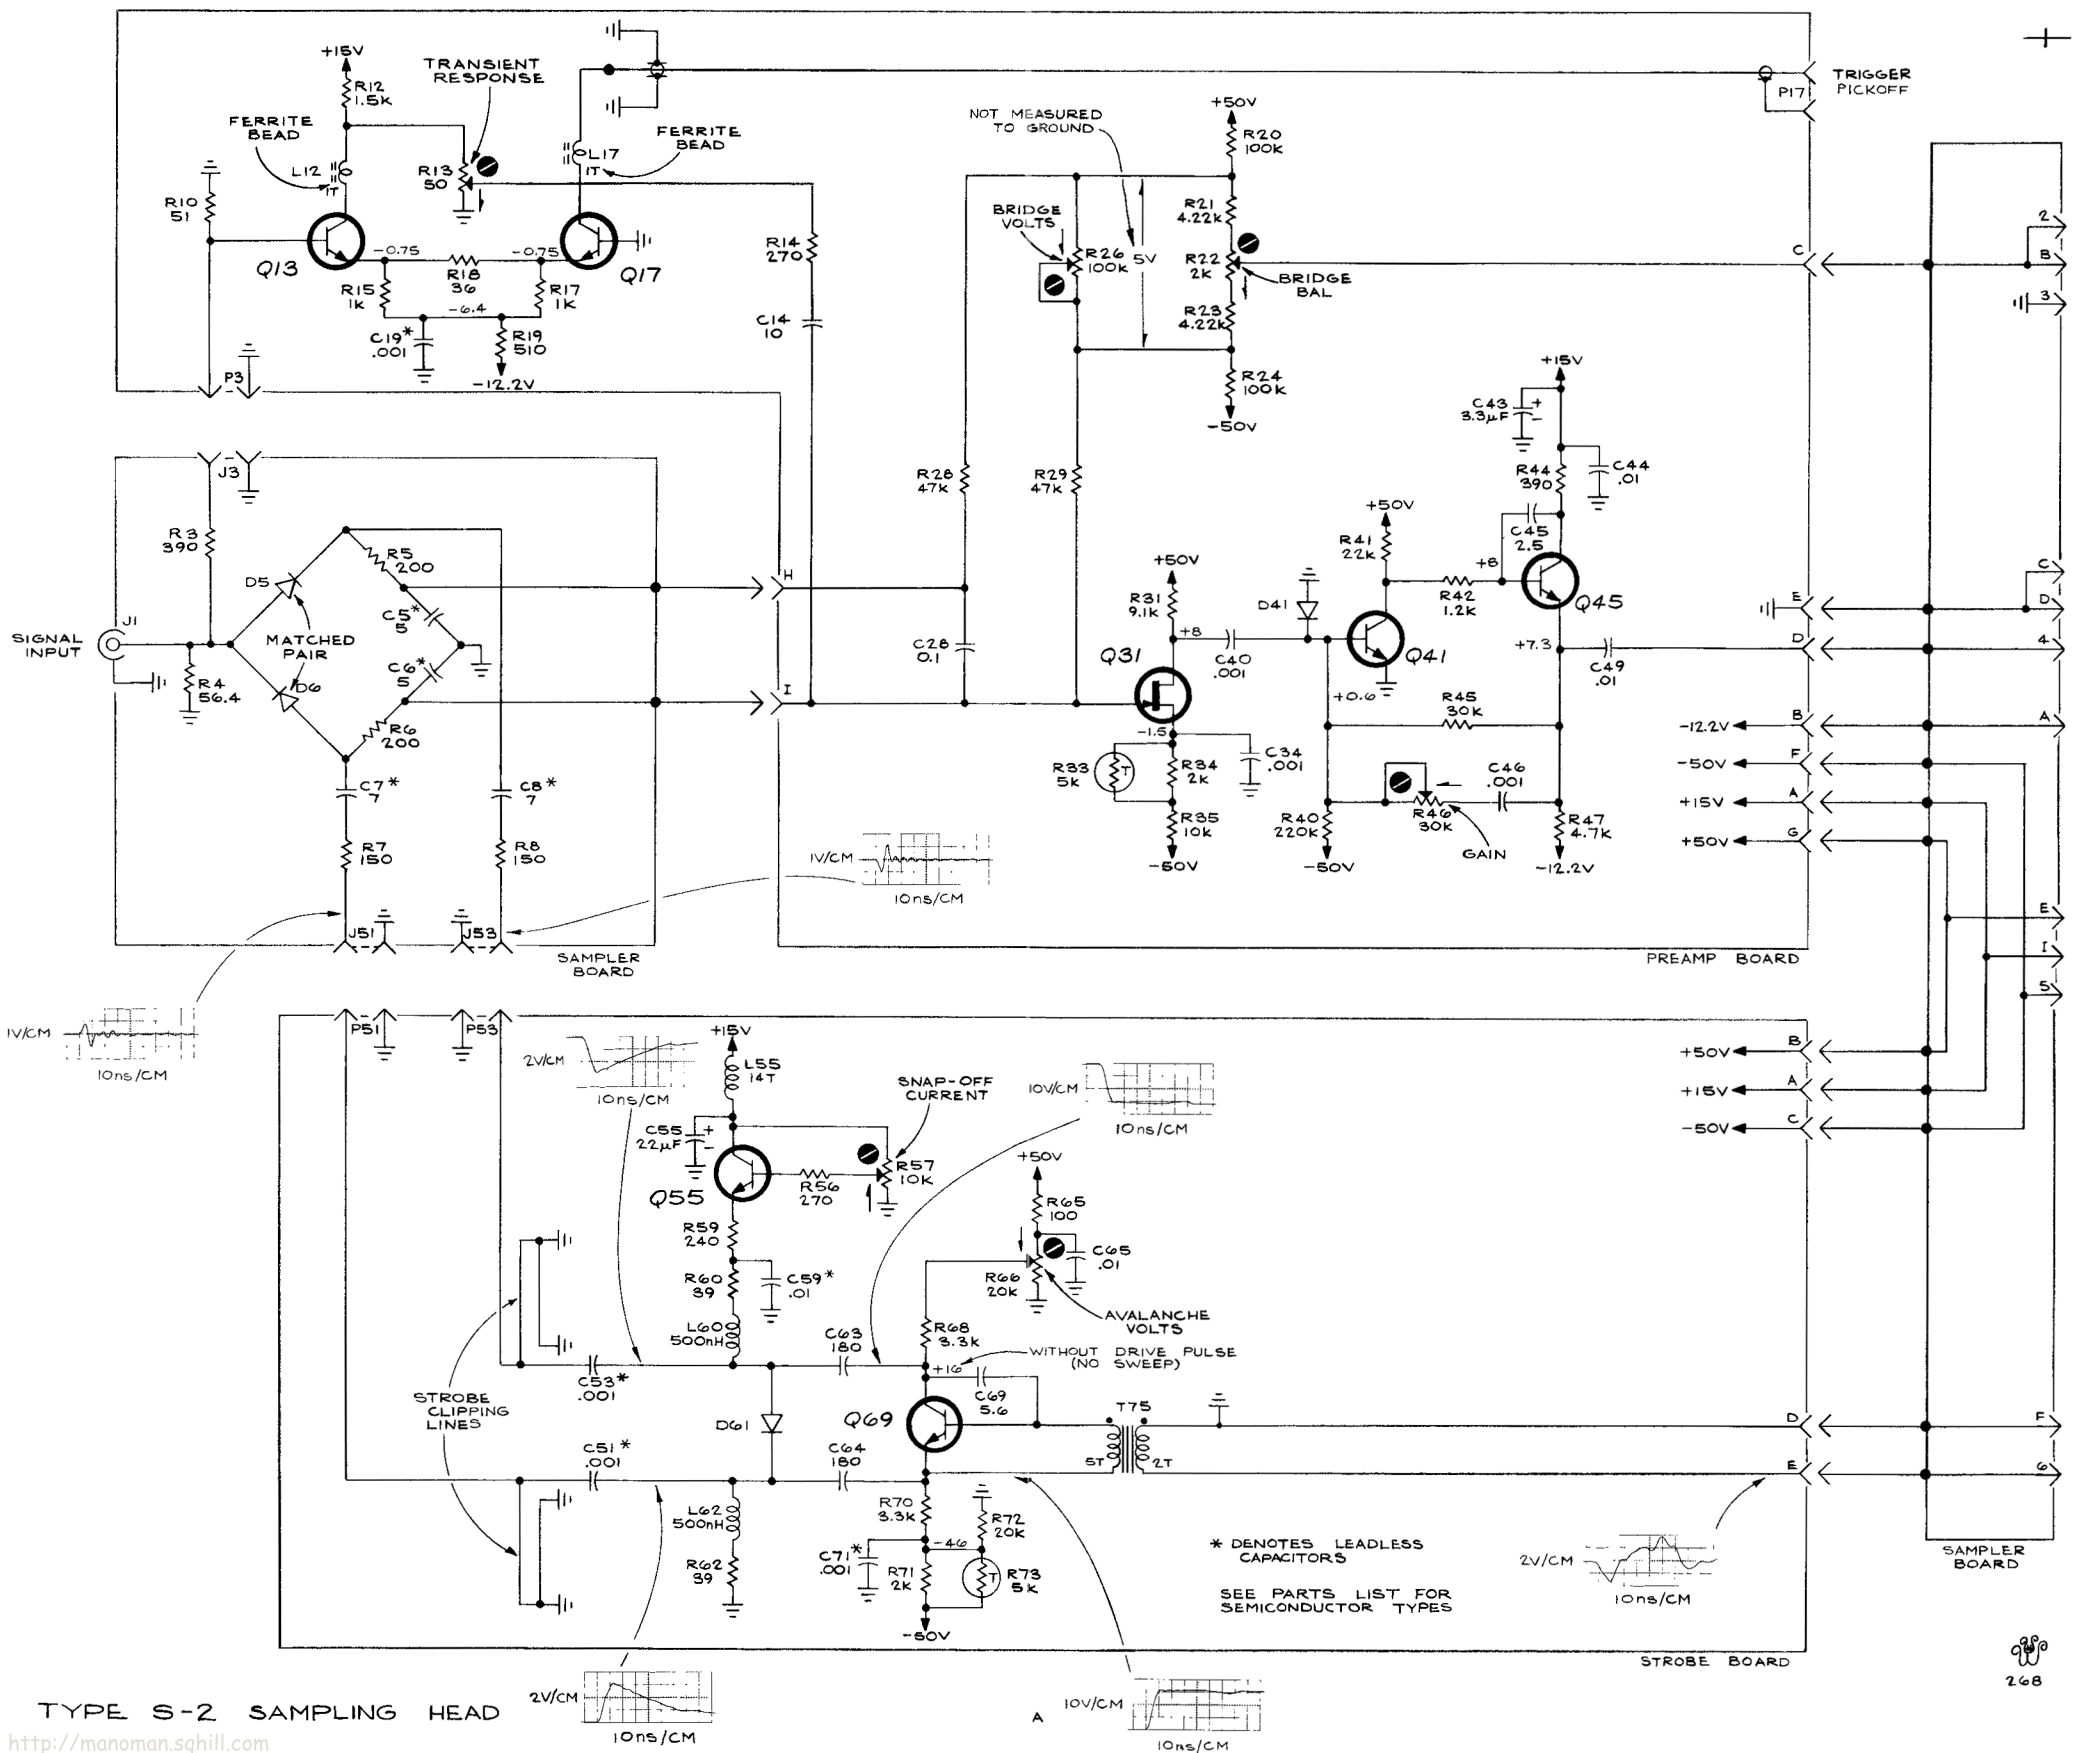 +15V
R12
1.5K
TRANSIENT
RESPONSE
FERRITE
BEAD
L12
1T
R13
50
R10
51
Q13
-0.75
R18
36
-0.75
Q17
R15
1K
R17
1K
-6.4
C19*
.001
R19
510
-12.2V
P3
L17
1T
FERRITE
BEAD
R14
270
C14
10
TRIGGER
PICKOFF
P17
NOT MEASURED
TO GROUND
+50V
R20
100K
R21
4.22K
BRIDGE
VOLTS
R26
100K
5V
R22
2K
BRIDGE
BAL
R23
4.22K
R24
100K
-50V
C
2
B
3
J3
R3
390
D5
R5
200
C5*
5
J1
SIGNAL
INPUT
MATCHED
PAIR
C6*
5
R4
56.4
D6
R6
200
C7*
7
C8*
7
R7
150
R8
150
J51
J53
SAMPLER
BOARD
H
I
R28
47K
R29
47K
C28
0.1
+50V
R31
9.1K
+8
Q31
-1.5
R33
5K
T
R34
2K
C34
.001
R35
10K
-50V
C40
.001
D41
+50V
R41
22K
Q41
+0.6
R42
1.2K
+8
+15V
C43
3.3µF
+
-
R44
390
C44
.01
C45
2.5
Q45
+7.3
C49
.01
R45
30K
R40
220K
-50V
R46
30K
GAIN
C46
.001
R47
4.7K
-12.2V
E
D
-12.2V
B
-50V
F
+15V
A
+50V
G
C
D
4
A
E
I
5
PREAMP BOARD
1V/CM
10ns/CM
1V/CM
10ns/CM
P51
P53
2V/CM
10ns/CM
+15V
L55
14T
C55
22µF
+
-
Q55
R56
270
R57
10K
SNAP-OFF
CURRENT
R59
240
R60
39
C59*
.01
L60
500nH
10V/CM
10ns/CM
+50V
R65
100
C65
.01
R66
20K
AVALANCHE
VOLTS
R68
3.3K
+16
WITHOUT DRIVE PULSE
(NO SWEEP)
C63
180
C53*
.001
C69
5.6
STROBE
CLIPPING
LINES
D61
Q69
T75
5T
2T
C51*
.001
C64
180
L62
500nH
R62
39
R70
3.3K
R72
20K
C71*
.001
-46
R71
2K
T
R73
5K
-50V
+50V
B
+15V
A
-50V
C
D
E
F
6
* DENOTES LEADLESS
CAPACITORS
SEE PARTS LIST FOR
SEMICONDUCTOR TYPES
2V/CM
10ns/CM
SAMPLER
BOARD
STROBE BOARD
268
2V/CM
10ns/CM
A
10V/CM
10ns/CM
TYPE S-2 SAMPLING HEAD
http://manoman.sqhill.com